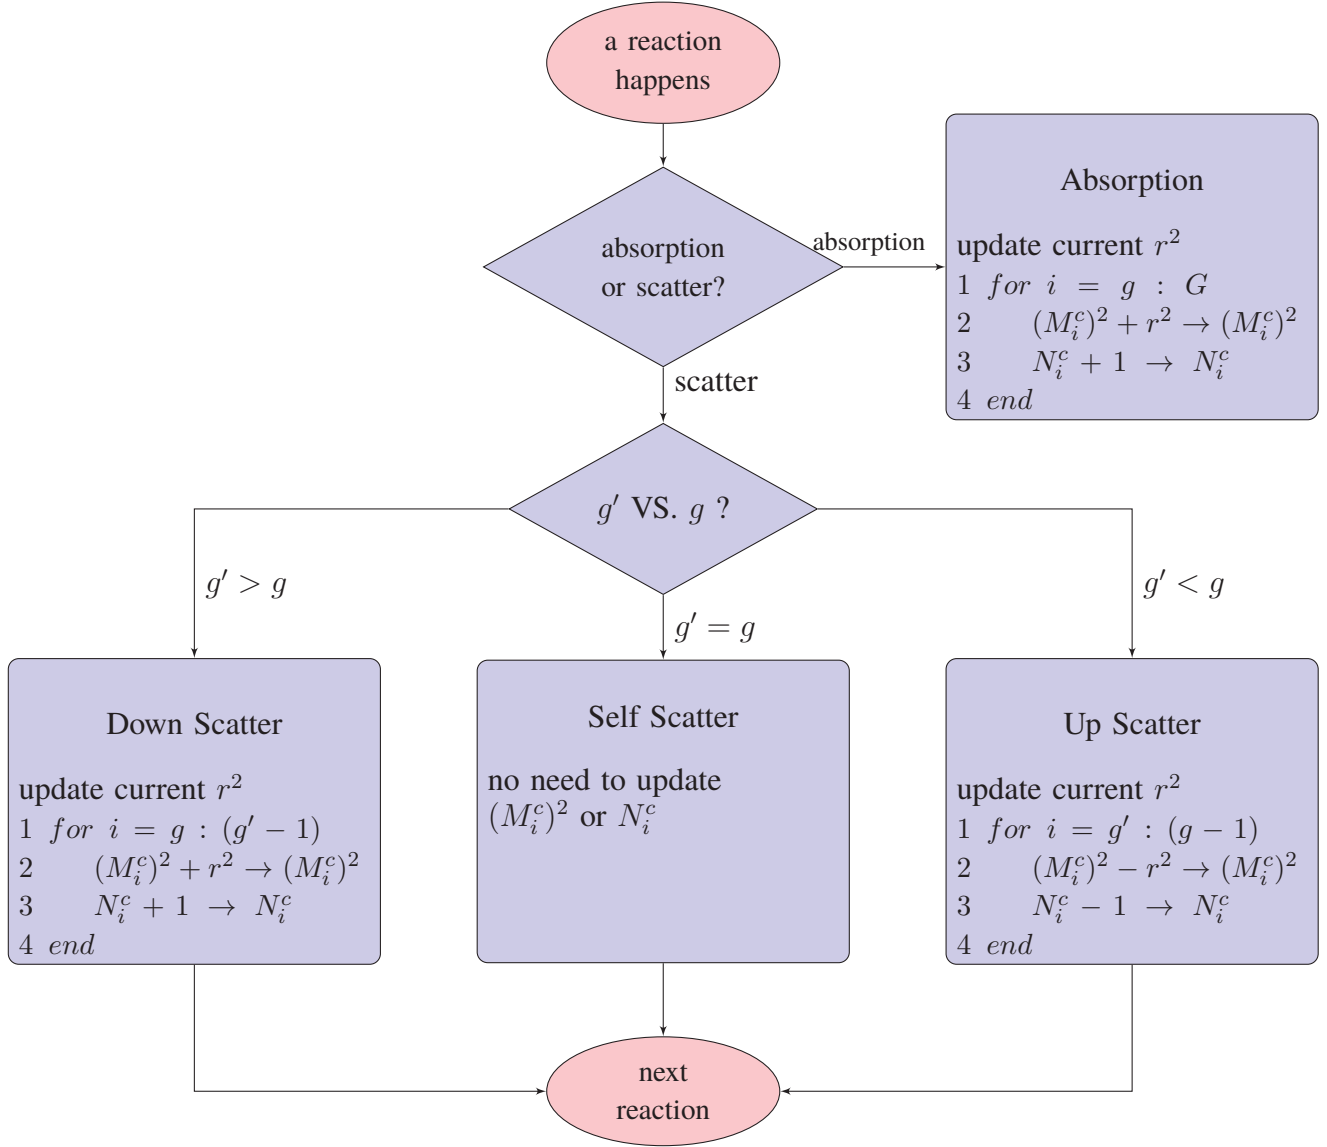 a reaction
happens
absorption
or scatter?
absorption
Absorption
update current r²
1 for i = g : G
2 (M_i^c)² + r² → (M_i^c)²
3 N_i^c + 1 → N_i^c
4 end
scatter
g′ VS. g ?
g′ > g
g′ = g
g′ < g
Down Scatter
update current r²
1 for i = g : (g′ − 1)
2 (M_i^c)² + r² → (M_i^c)²
3 N_i^c + 1 → N_i^c
4 end
Self Scatter
no need to update
(M_i^c)² or N_i^c
Up Scatter
update current r²
1 for i = g′ : (g − 1)
2 (M_i^c)² − r² → (M_i^c)²
3 N_i^c − 1 → N_i^c
4 end
next
reaction